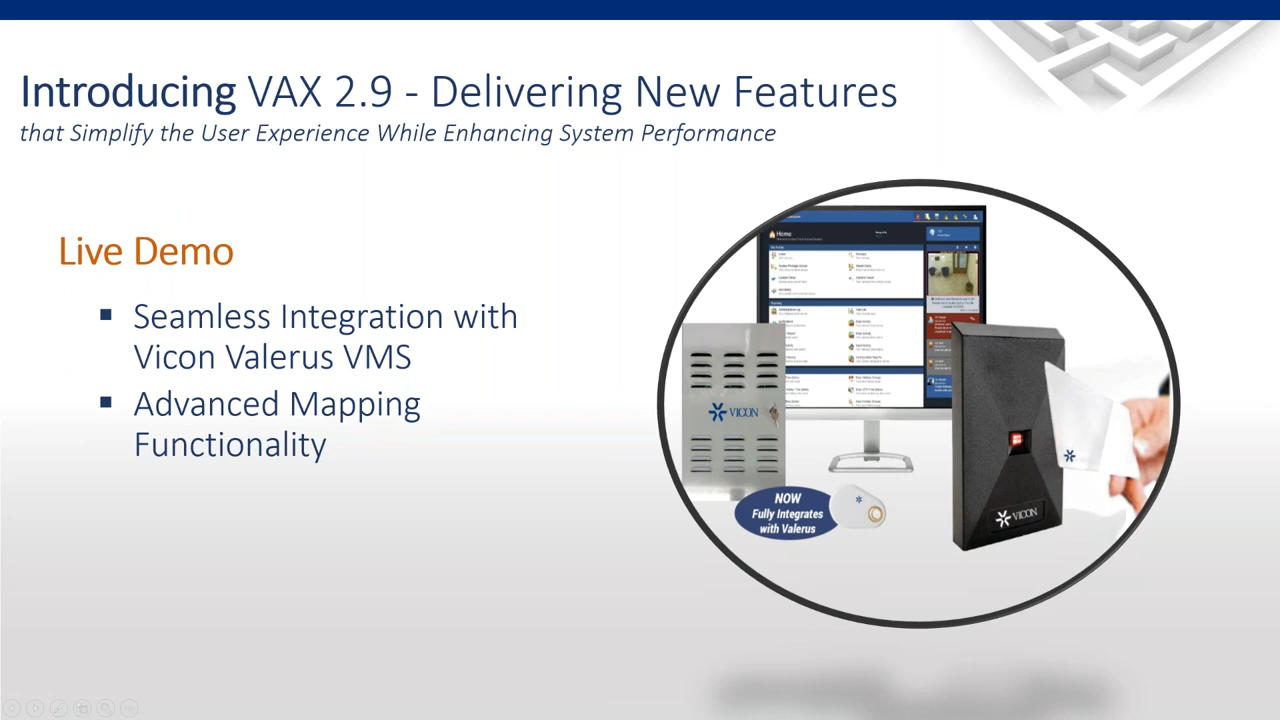 Introducing VAX 2.9 - Delivering New Features
that Simplify the User Experience While Enhancing System Performance
Live Demo
▪ Seamless Integration with
Vicon Valerus VMS
▪ Advanced Mapping
Functionality
Home
VICON
NOW
Fully Integrates
with Valerus
VICON